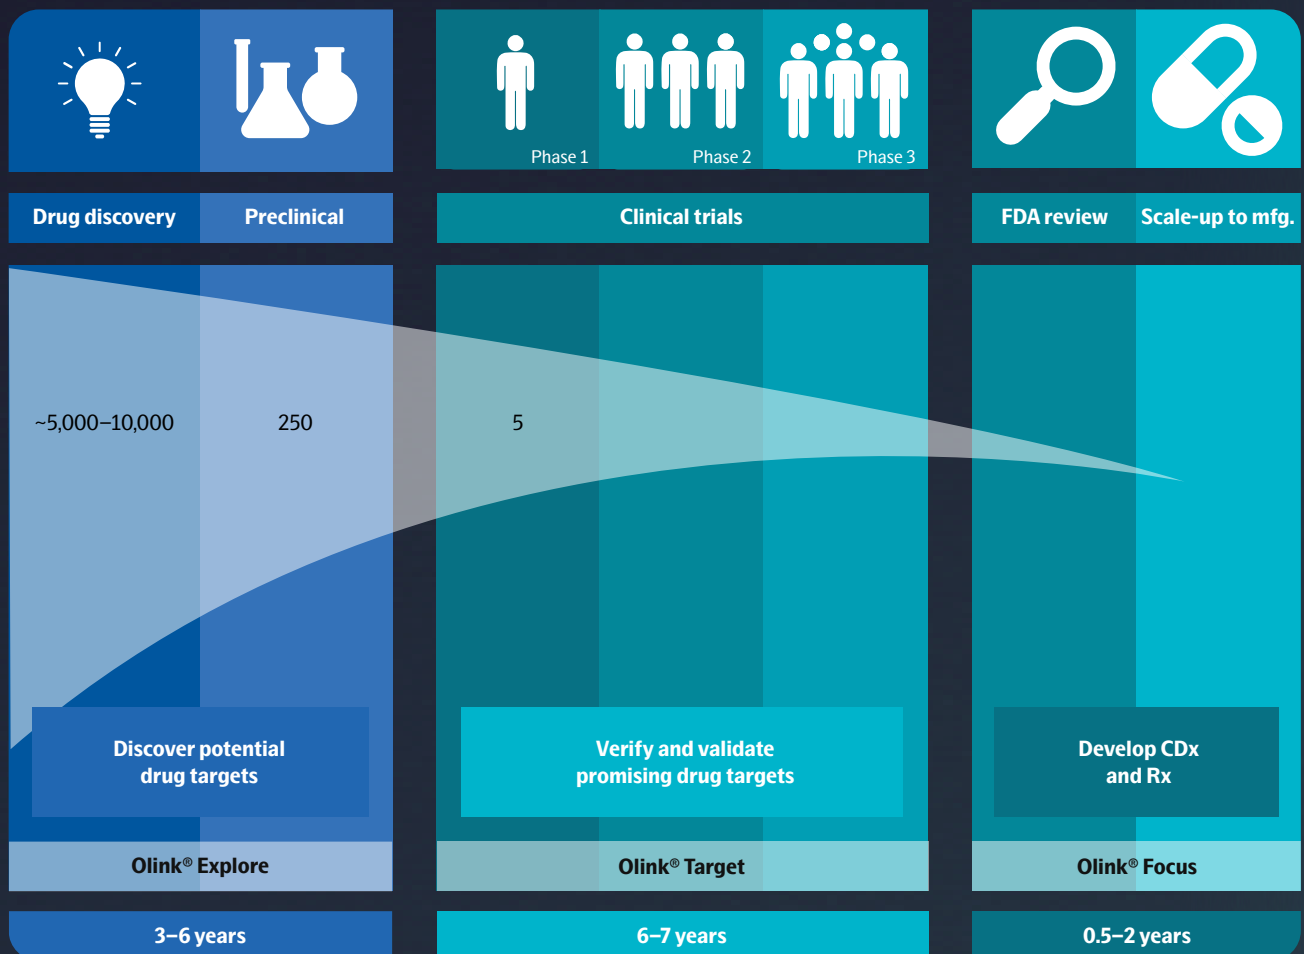 Phase 1
Phase 2
Phase 3
Drug discovery
Preclinical
Clinical trials
FDA review
Scale-up to mfg.
~5,000–10,000
250
5
Discover potential
drug targets
Verify and validate
promising drug targets
Develop CDx
and Rx
Olink® Explore
Olink® Target
Olink® Focus
3–6 years
6–7 years
0.5–2 years